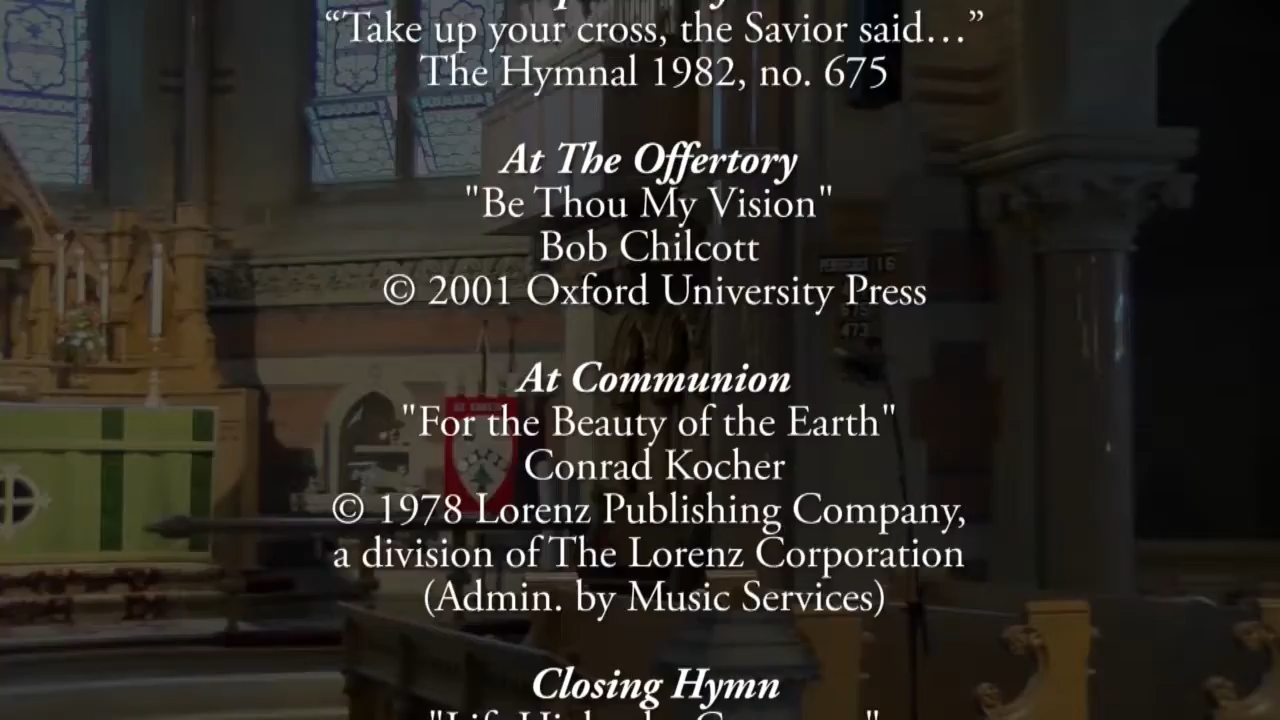 “Take up your cross, the Savior said…”
The Hymnal 1982, no. 675
At The Offertory
"Be Thou My Vision"
Bob Chilcott
© 2001 Oxford University Press
At Communion
"For the Beauty of the Earth"
Conrad Kocher
© 1978 Lorenz Publishing Company,
a division of The Lorenz Corporation
(Admin. by Music Services)
Closing Hymn